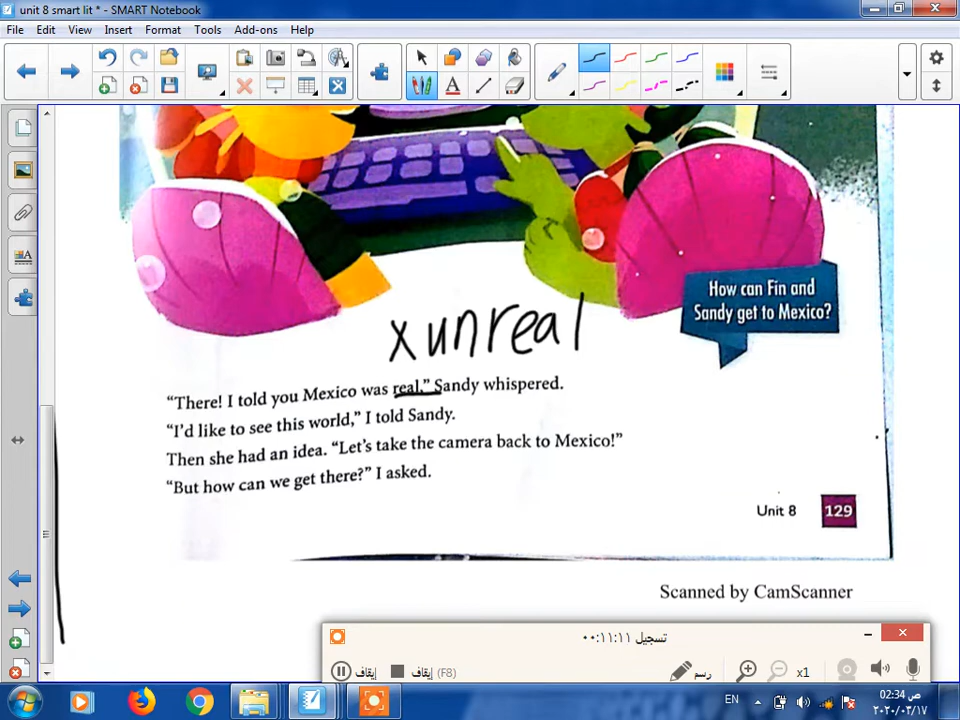 unit 8 smart lit * - SMART Notebook
File Edit View Insert Format Tools Add-ons Help
How can Fin and
Sandy get to Mexico?
x unreal
“There! I told you Mexico was real,” Sandy whispered.
“I’d like to see this world,” I told Sandy.
Then she had an idea. “Let’s take the camera back to Mexico!”
“But how can we get there?” I asked.
Unit 8 129
Scanned by CamScanner
تسجيل ٠٠:١١:١١
إيقاف إيقاف (F8) رسم x1
EN ص 02:34
٢٠٢٠/٠٣/١٧